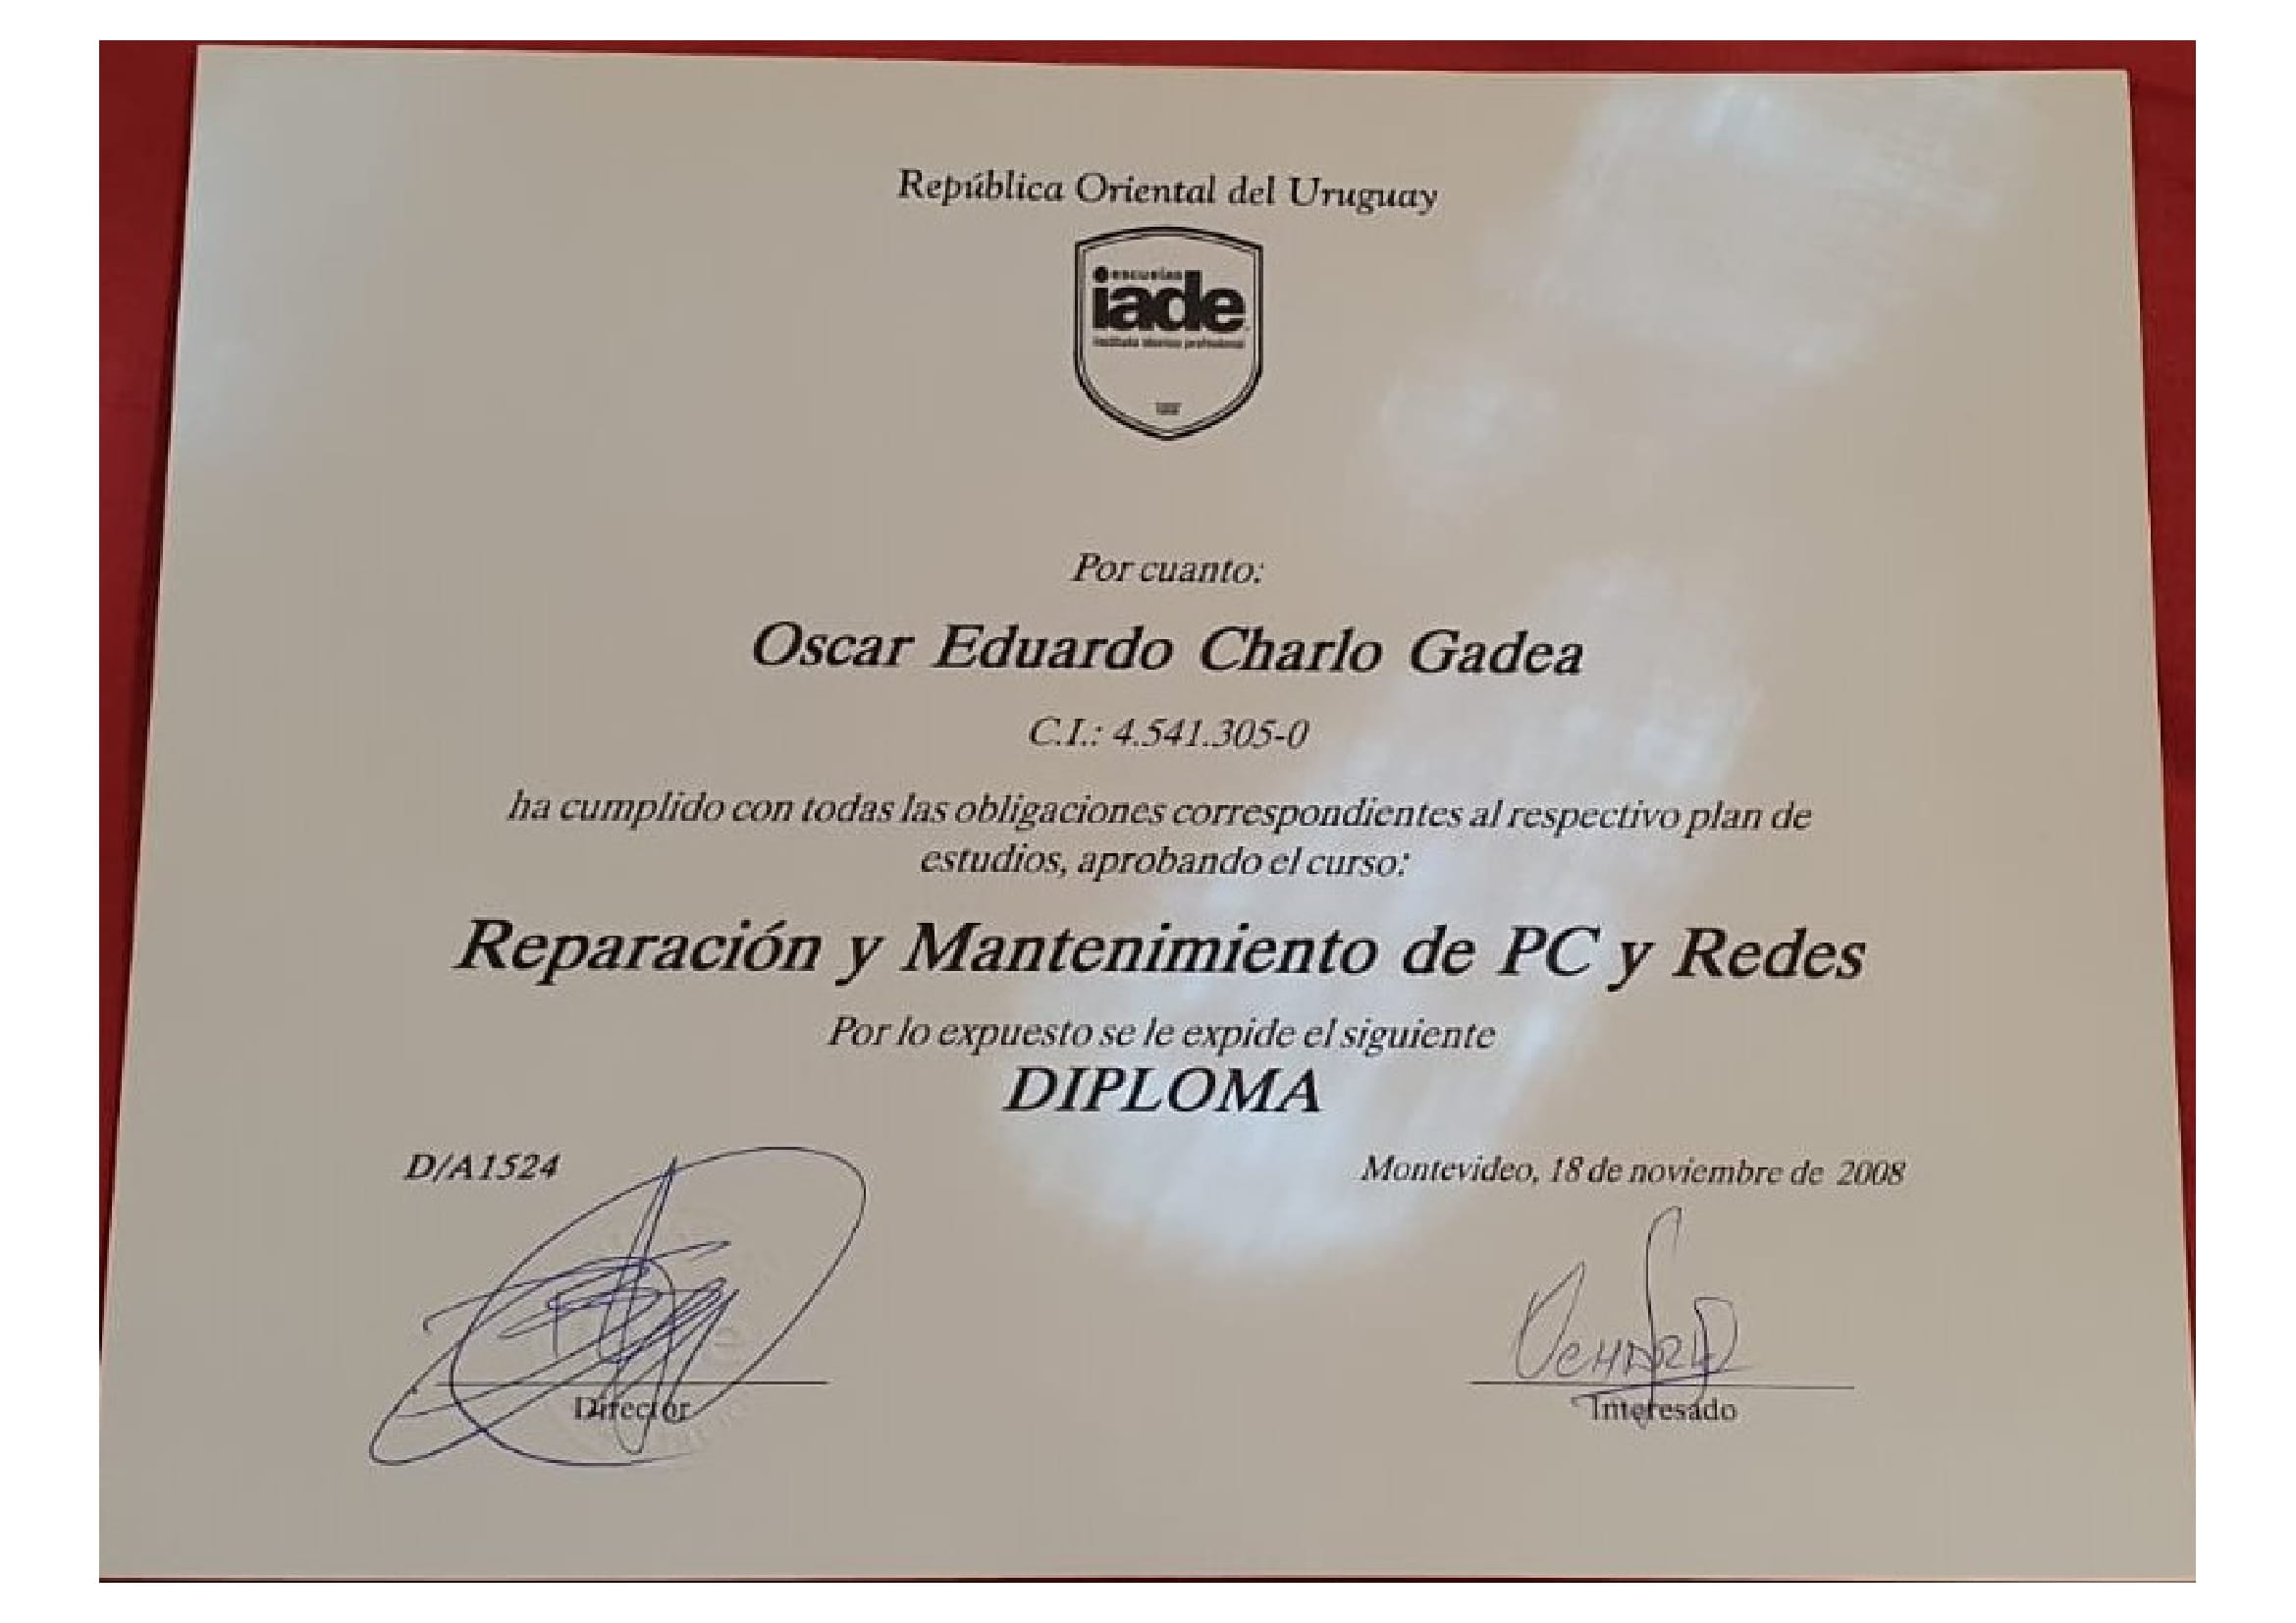 República Oriental del Uruguay
escuelas
iade
instituto técnico profesional
Por cuanto:
Oscar Eduardo Charlo Gadea
C.I.: 4.541.305-0
ha cumplido con todas las obligaciones correspondientes al respectivo plan de
estudios, aprobando el curso:
Reparación y Mantenimiento de PC y Redes
Por lo expuesto se le expide el siguiente
DIPLOMA
D/A1524
Montevideo, 18 de noviembre de 2008
Director
Interesado